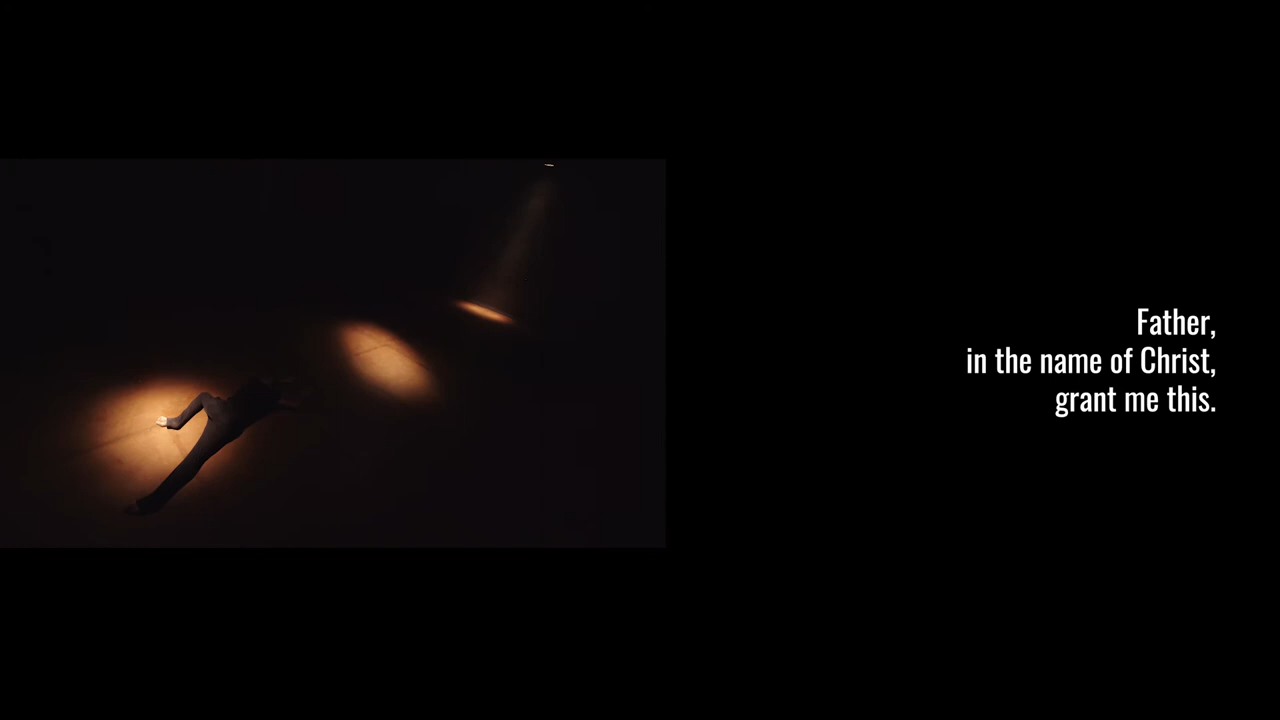 Father,
in the name of Christ,
grant me this.